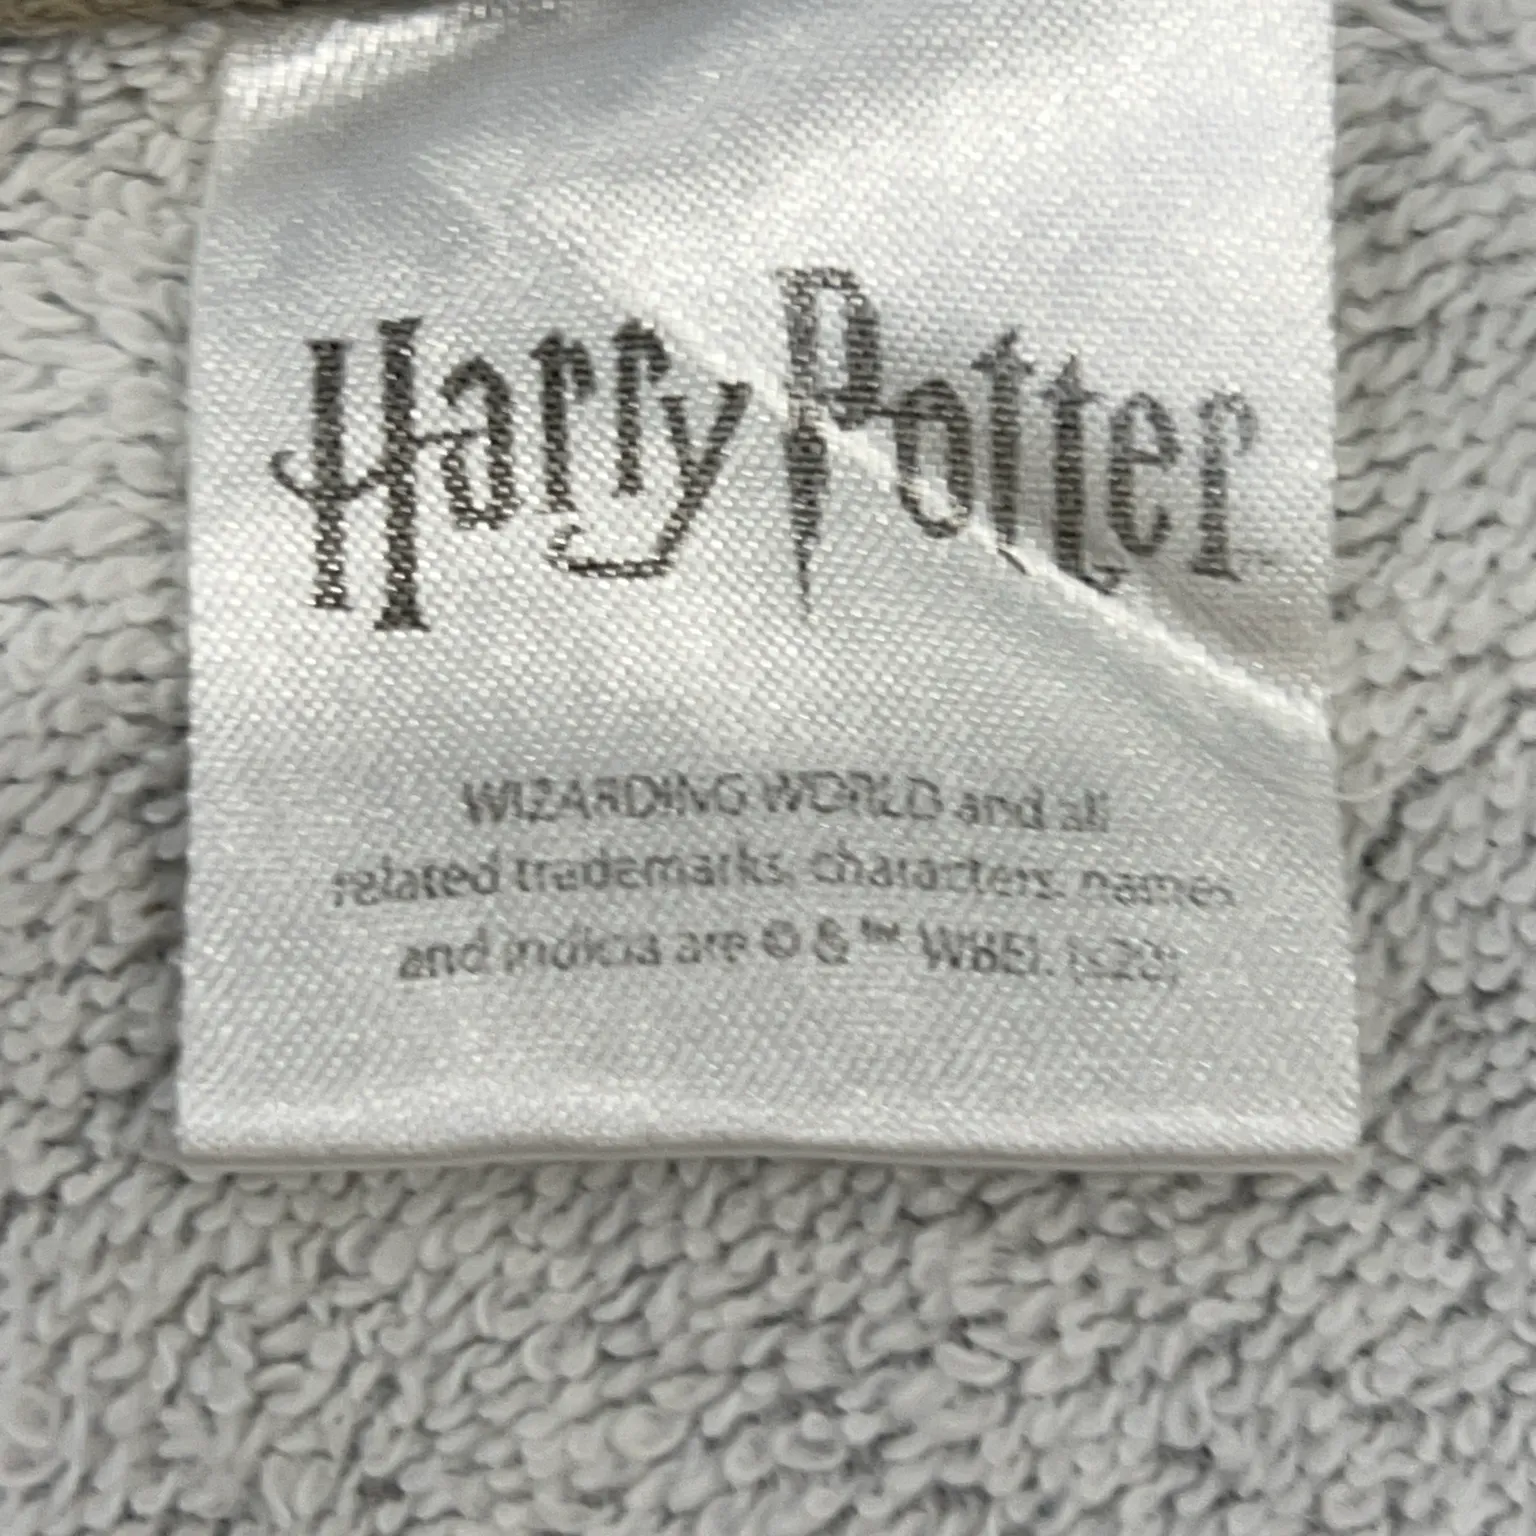 Harry Potter
WIZARDING WORLD and all
related trademarks, characters, names
and indicia are © & ™ WBEI.